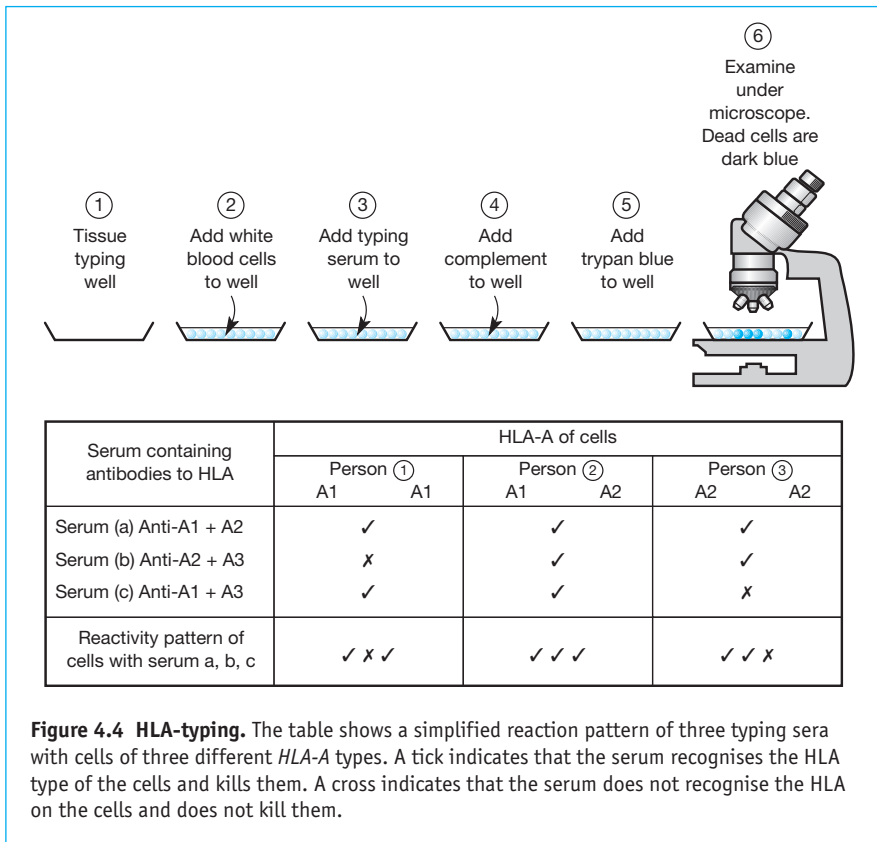 ①
Tissue
typing
well
②
Add white
blood cells
to well
③
Add typing
serum to
well
④
Add
complement
to well
⑤
Add
trypan blue
to well
⑥
Examine
under
microscope.
Dead cells are
dark blue
Serum containing
antibodies to HLA
HLA-A of cells
Person ① Person ② Person ③
A1 A1 A1 A2 A2 A2
Serum (a) Anti-A1 + A2 ✓ ✓ ✓
Serum (b) Anti-A2 + A3 ✗ ✓ ✓
Serum (c) Anti-A1 + A3 ✓ ✓ ✗
Reactivity pattern of
cells with serum a, b, c
✓ ✗ ✓ ✓ ✓ ✓ ✓ ✓ ✗
Figure 4.4 HLA-typing. The table shows a simplified reaction pattern of three typing sera
with cells of three different HLA-A types. A tick indicates that the serum recognises the HLA
type of the cells and kills them. A cross indicates that the serum does not recognise the HLA
on the cells and does not kill them.